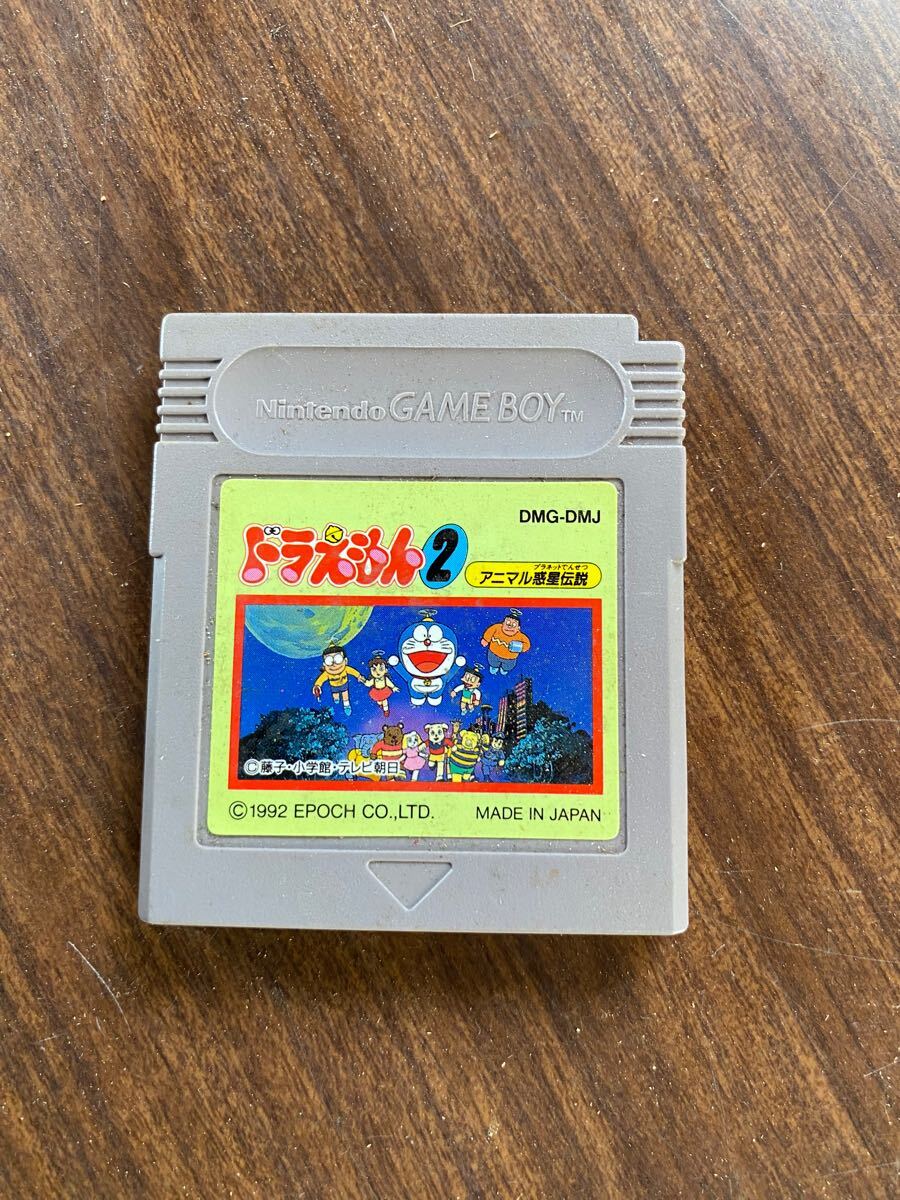 Nintendo GAME BOY TM
DMG-DMJ
ドラえもん2
プラネットでんせつ
アニマル惑星伝説
©藤子・小学館・テレビ朝日
©1992 EPOCH CO.,LTD. MADE IN JAPAN